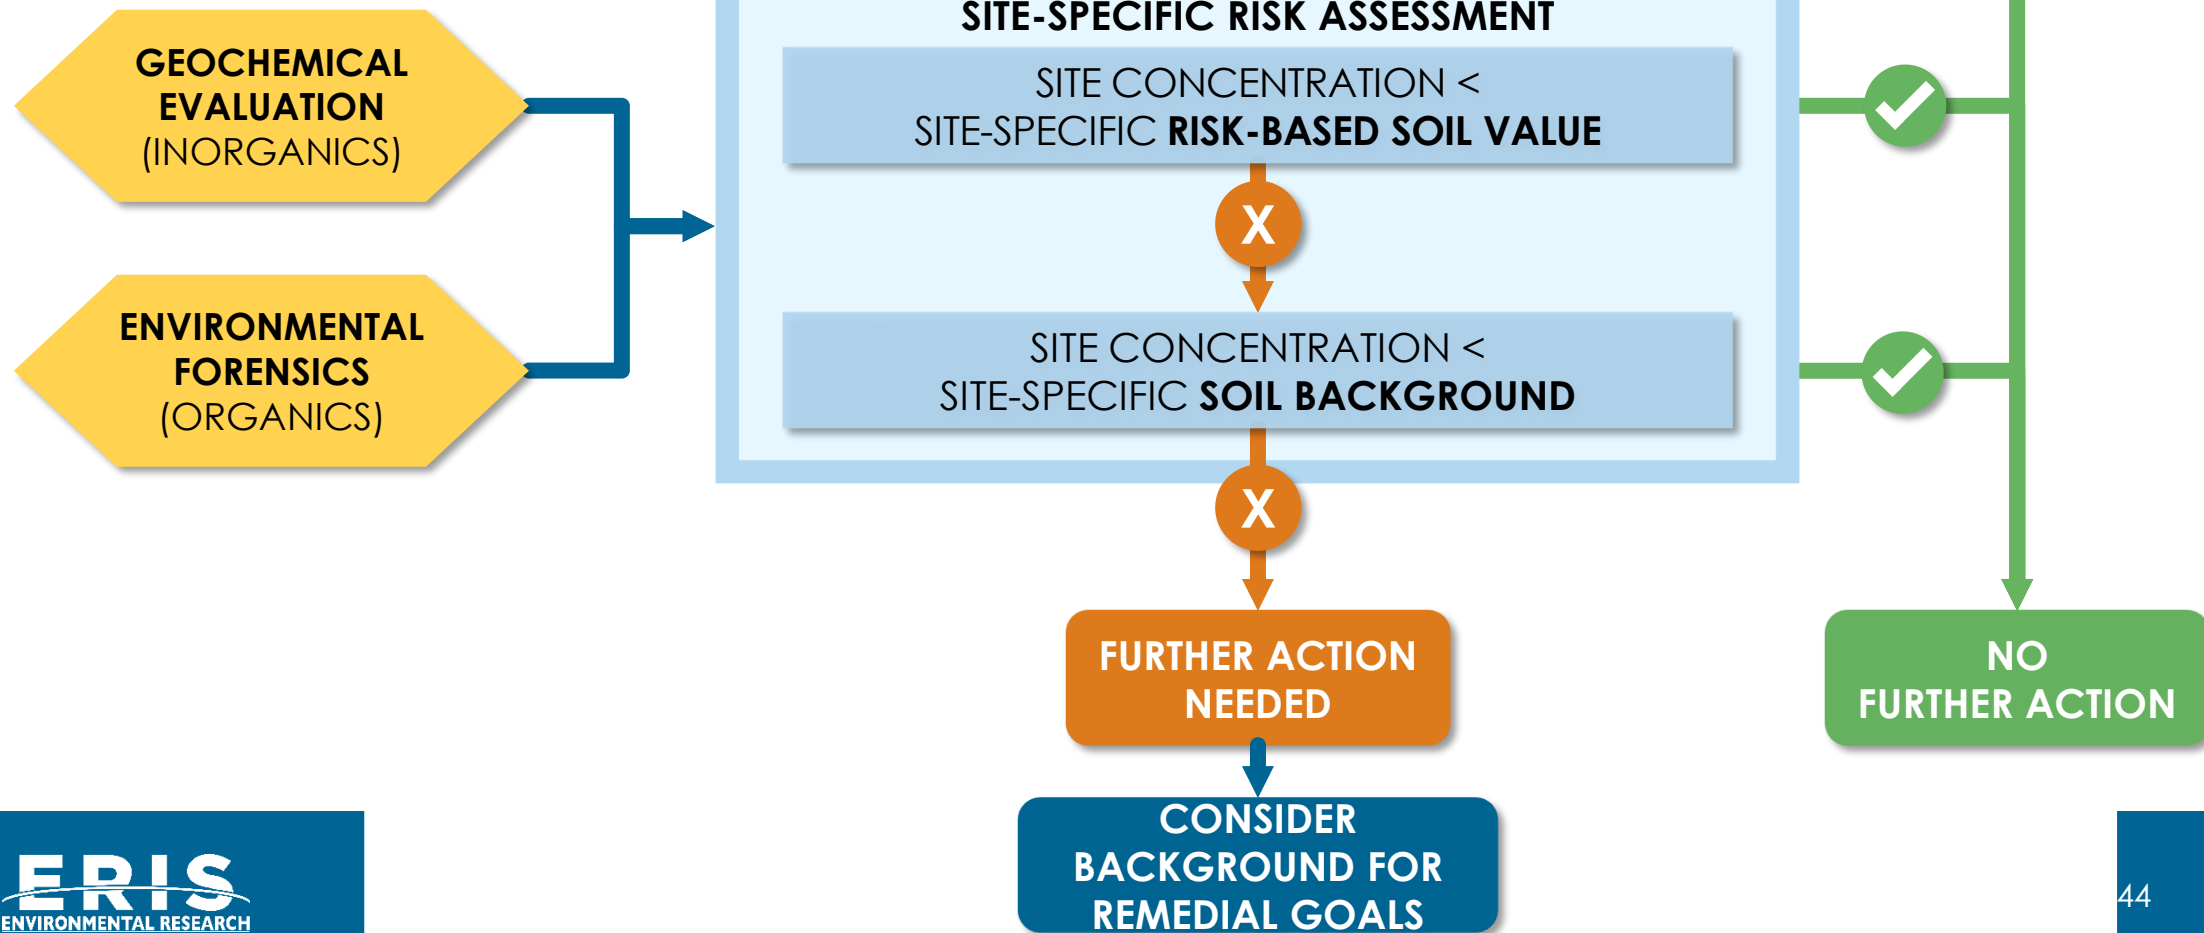 SITE-SPECIFIC RISK ASSESSMENT
GEOCHEMICAL
EVALUATION
(INORGANICS)
SITE CONCENTRATION <
SITE-SPECIFIC RISK-BASED SOIL VALUE
X
ENVIRONMENTAL
FORENSICS
(ORGANICS)
SITE CONCENTRATION <
SITE-SPECIFIC SOIL BACKGROUND
X
FURTHER ACTION
NEEDED
NO
FURTHER ACTION
CONSIDER
BACKGROUND FOR
REMEDIAL GOALS
ERIS
ENVIRONMENTAL RESEARCH
44